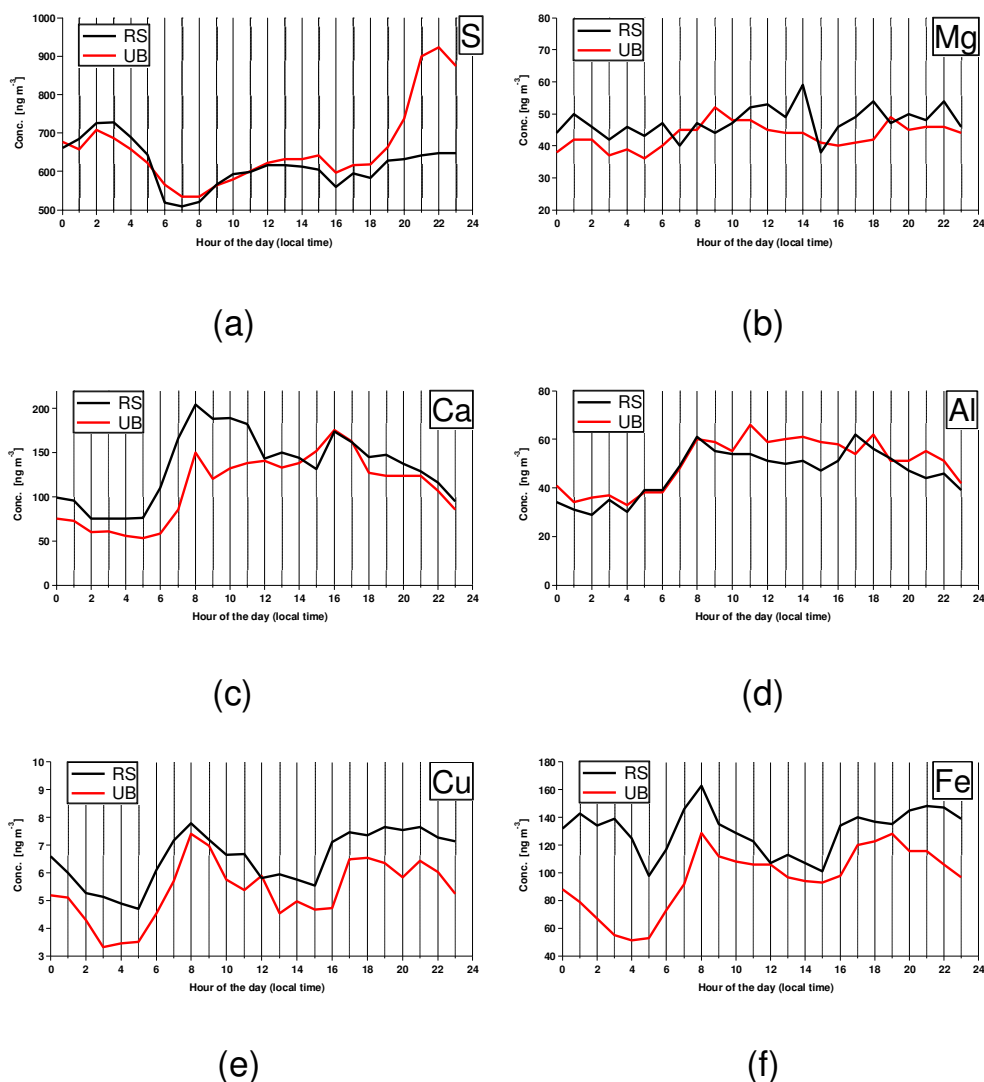 RS
UB
S
Conc. [ng m⁻³]
1000
900
800
700
600
500
0 2 4 6 8 10 12 14 16 18 20 22 24
Hour of the day (local time)
(a)
RS
UB
Mg
Conc. [ng m⁻³]
80
70
60
50
40
30
20
0 2 4 6 8 10 12 14 16 18 20 22 24
Hour of the day (local time)
(b)
RS
UB
Ca
Conc. [ng m⁻³]
200
150
100
50
0
0 2 4 6 8 10 12 14 16 18 20 22 24
Hour of the day (local time)
(c)
RS
UB
Al
Conc. [ng m⁻³]
80
60
40
20
0
0 2 4 6 8 10 12 14 16 18 20 22 24
Hour of the day (local time)
(d)
RS
UB
Cu
Conc. [ng m⁻³]
10
9
8
7
6
5
4
3
0 2 4 6 8 10 12 14 16 18 20 22 24
Hour of the day (local time)
(e)
RS
UB
Fe
Conc. [ng m⁻³]
180
160
140
120
100
80
60
40
0 2 4 6 8 10 12 14 16 18 20 22 24
Hour of the day (local time)
(f)